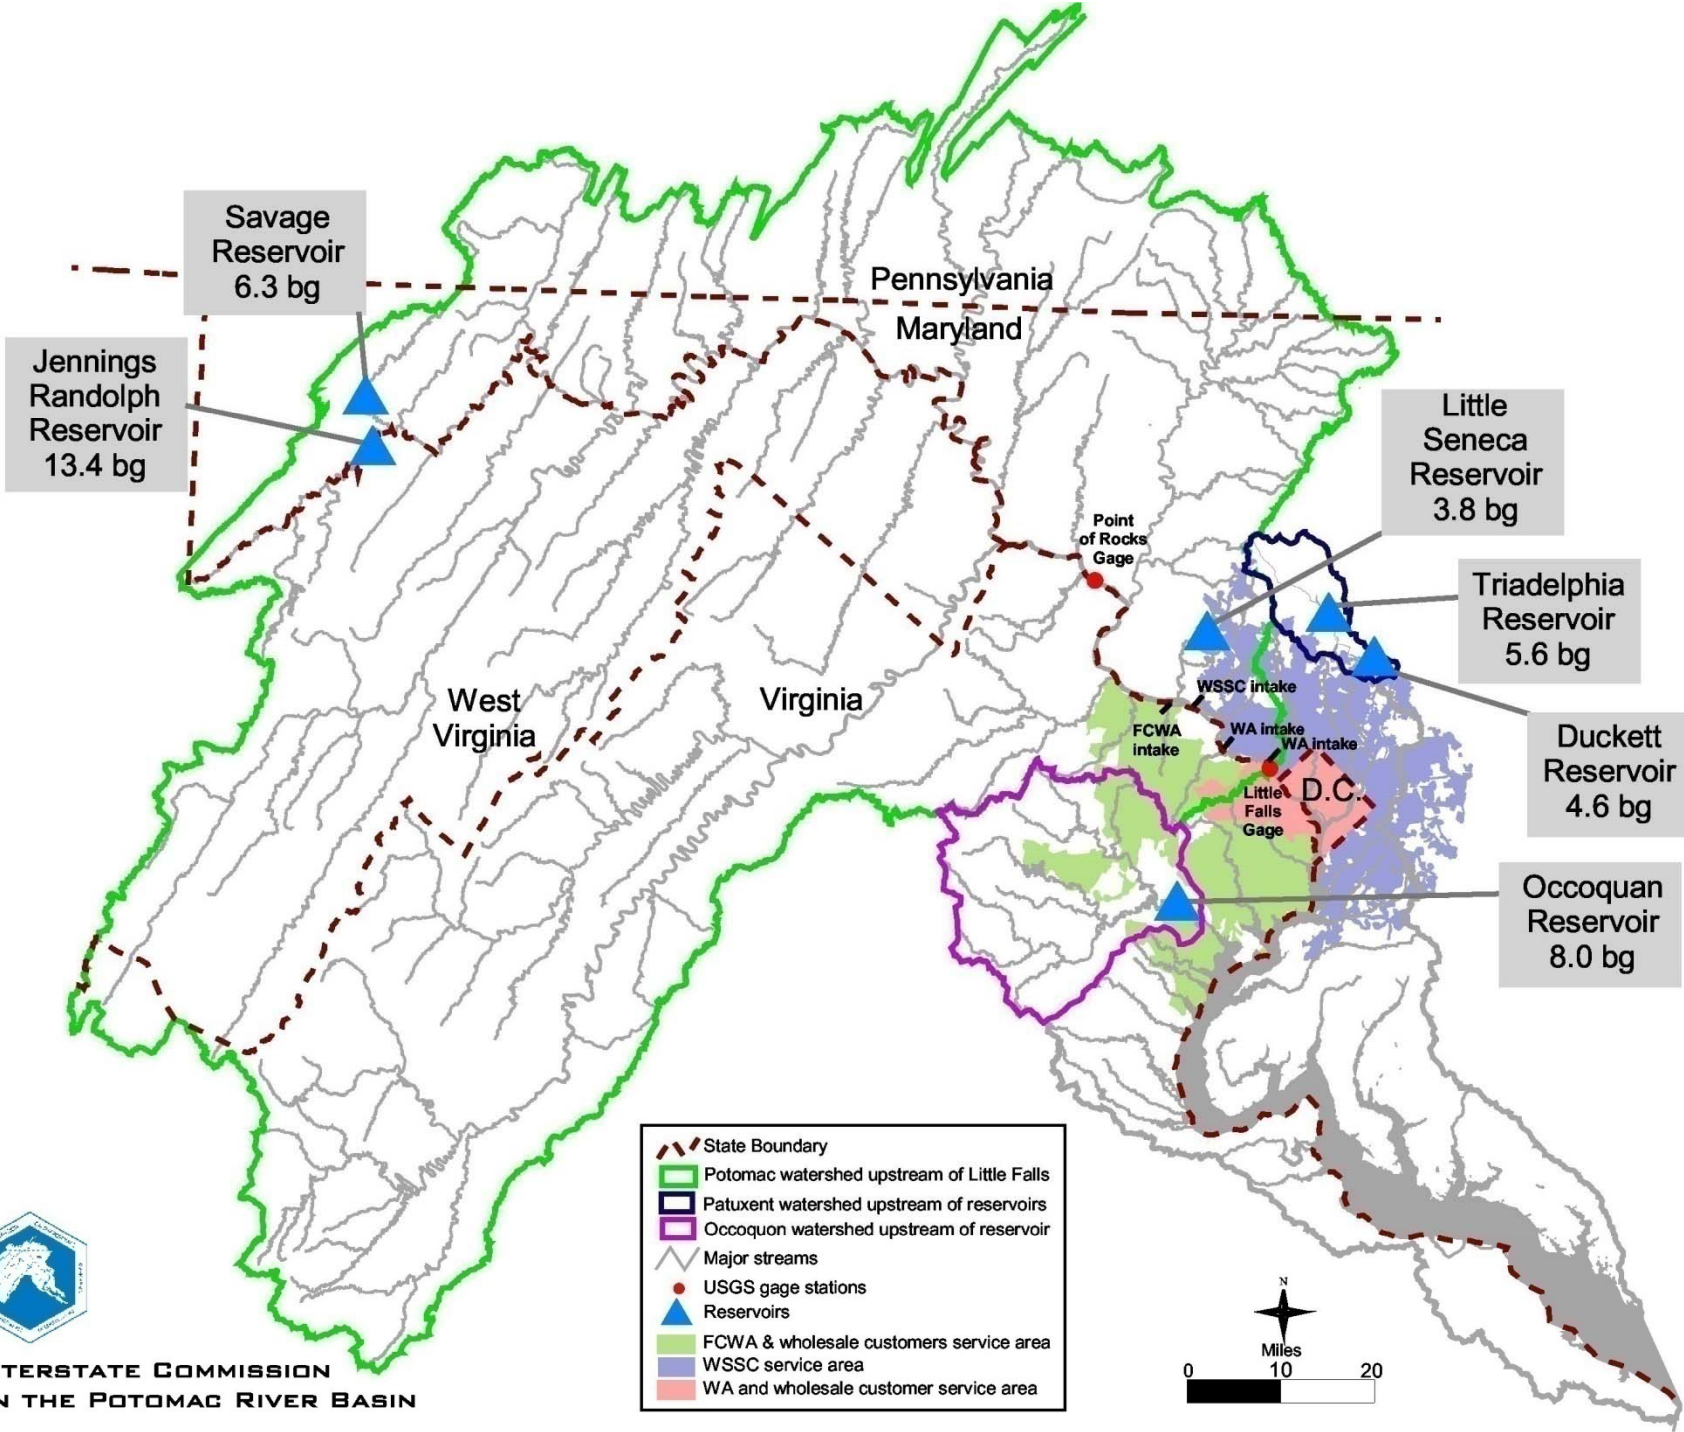 Savage
Reservoir
6.3 bg
Jennings
Randolph
Reservoir
13.4 bg
Pennsylvania
Maryland
Little
Seneca
Reservoir
3.8 bg
Point
of Rocks
Gage
Triadelphia
Reservoir
5.6 bg
West
Virginia
Virginia
WSSC intake
FCWA
intake
WA intake
WA intake
Duckett
Reservoir
4.6 bg
D.C.
Little
Falls
Gage
Occoquan
Reservoir
8.0 bg
State Boundary
Potomac watershed upstream of Little Falls
Patuxent watershed upstream of reservoirs
Occoquon watershed upstream of reservoir
Major streams
USGS gage stations
Reservoirs
FCWA & wholesale customers service area
WSSC service area
WA and wholesale customer service area
N
Miles
0 10 20
TERSTATE COMMISSION
N THE POTOMAC RIVER BASIN